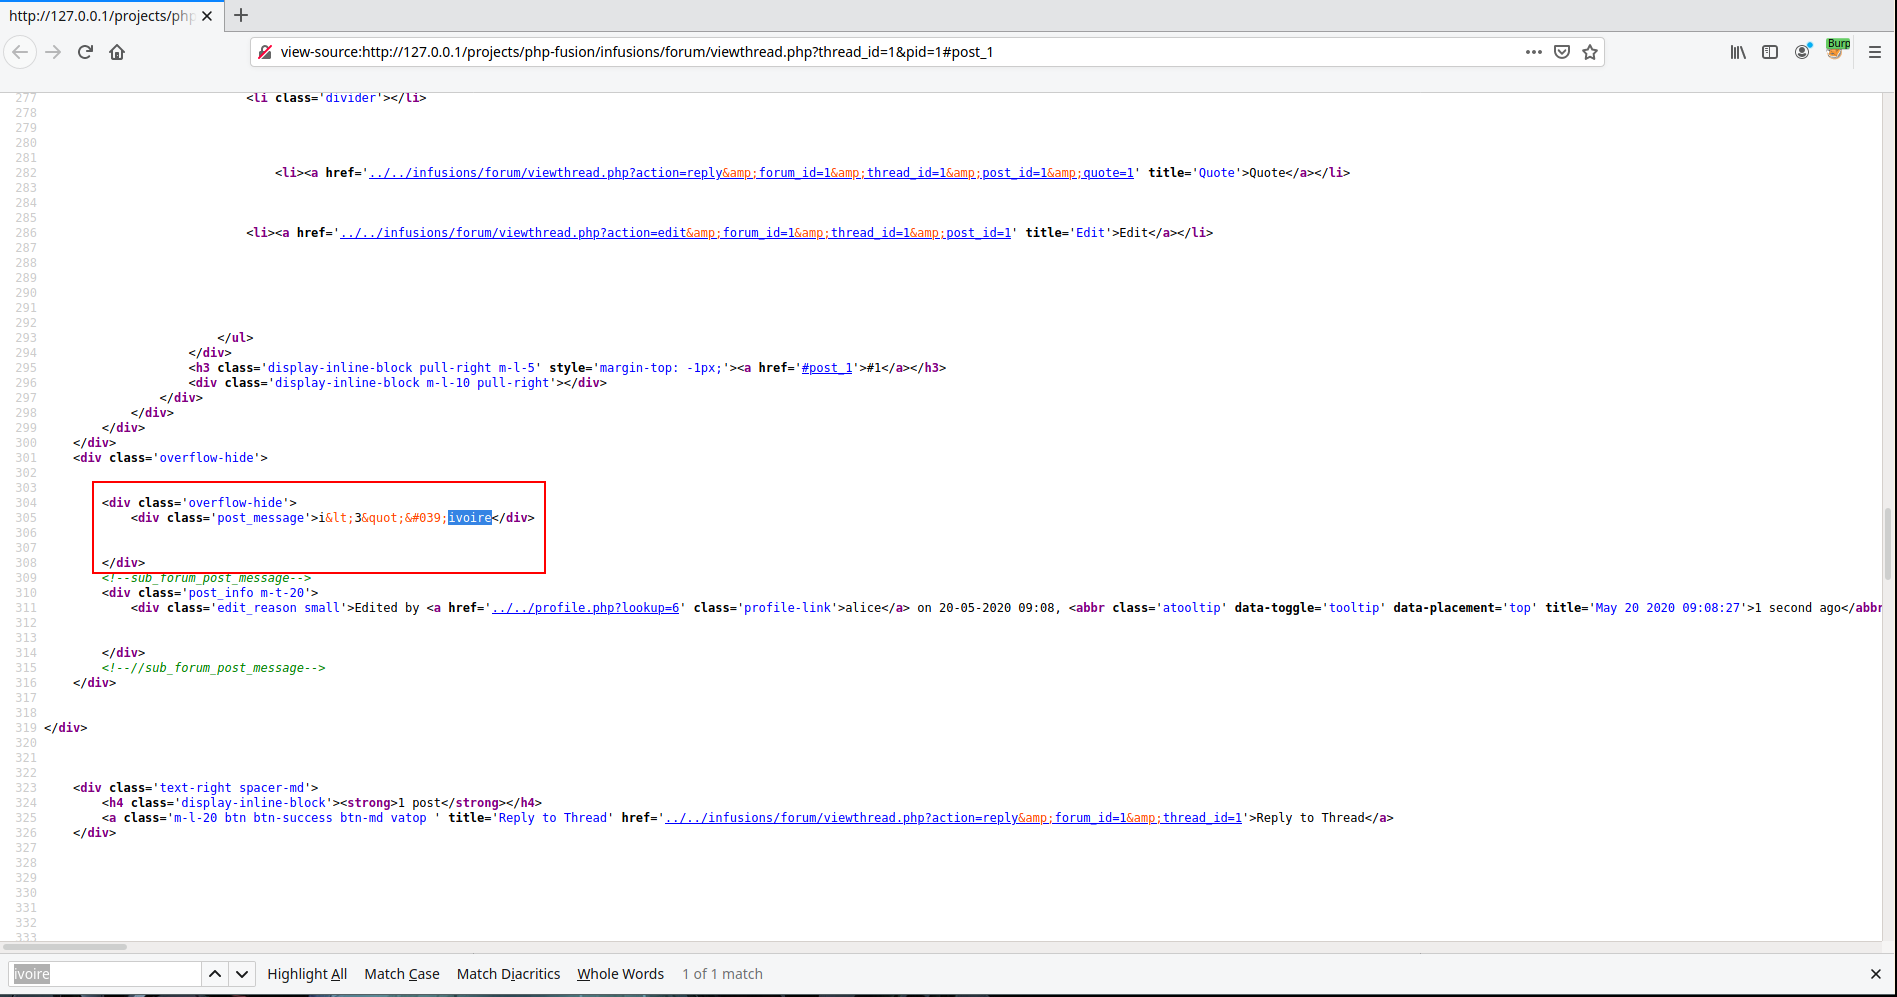 http://127.0.0.1/projects/php
view-source:http://127.0.0.1/projects/php-fusion/infusions/forum/viewthread.php?thread_id=1&pid=1#post_1
Burp
277 <li class='divider'></li>
278
279
280
281
282 <li><a href='../../infusions/forum/viewthread.php?action=reply&amp;forum_id=1&amp;thread_id=1&amp;post_id=1&amp;quote=1' title='Quote'>Quote</a></li>
283
284
285
286 <li><a href='../../infusions/forum/viewthread.php?action=edit&amp;forum_id=1&amp;thread_id=1&amp;post_id=1' title='Edit'>Edit</a></li>
287
288
289
290
291
292
293 </ul>
294 </div>
295 <h3 class='display-inline-block pull-right m-l-5' style='margin-top: -1px;'><a href='#post_1'>#1</a></h3>
296 <div class='display-inline-block m-l-10 pull-right'></div>
297 </div>
298 </div>
299 </div>
300 </div>
301 <div class='overflow-hide'>
302
303
304 <div class='overflow-hide'>
305 <div class='post_message'>i&lt;3&quot;&#039;ivoire</div>
306
307
308 </div>
309 <!--sub_forum_post_message-->
310 <div class='post_info m-t-20'>
311 <div class='edit_reason small'>Edited by <a href='../../profile.php?lookup=6' class='profile-link'>alice</a> on 20-05-2020 09:08, <abbr class='atooltip' data-toggle='tooltip' data-placement='top' title='May 20 2020 09:08:27'>1 second ago</abbr
312
313
314 </div>
315 <!--//sub_forum_post_message-->
316 </div>
317
318
319 </div>
320
321
322
323 <div class='text-right spacer-md'>
324 <h4 class='display-inline-block'><strong>1 post</strong></h4>
325 <a class='m-l-20 btn btn-success btn-md vatop ' title='Reply to Thread' href='../../infusions/forum/viewthread.php?action=reply&amp;forum_id=1&amp;thread_id=1'>Reply to Thread</a>
326 </div>
327
328
329
330
331
332
333
ivoire Highlight All Match Case Match Diacritics Whole Words 1 of 1 match